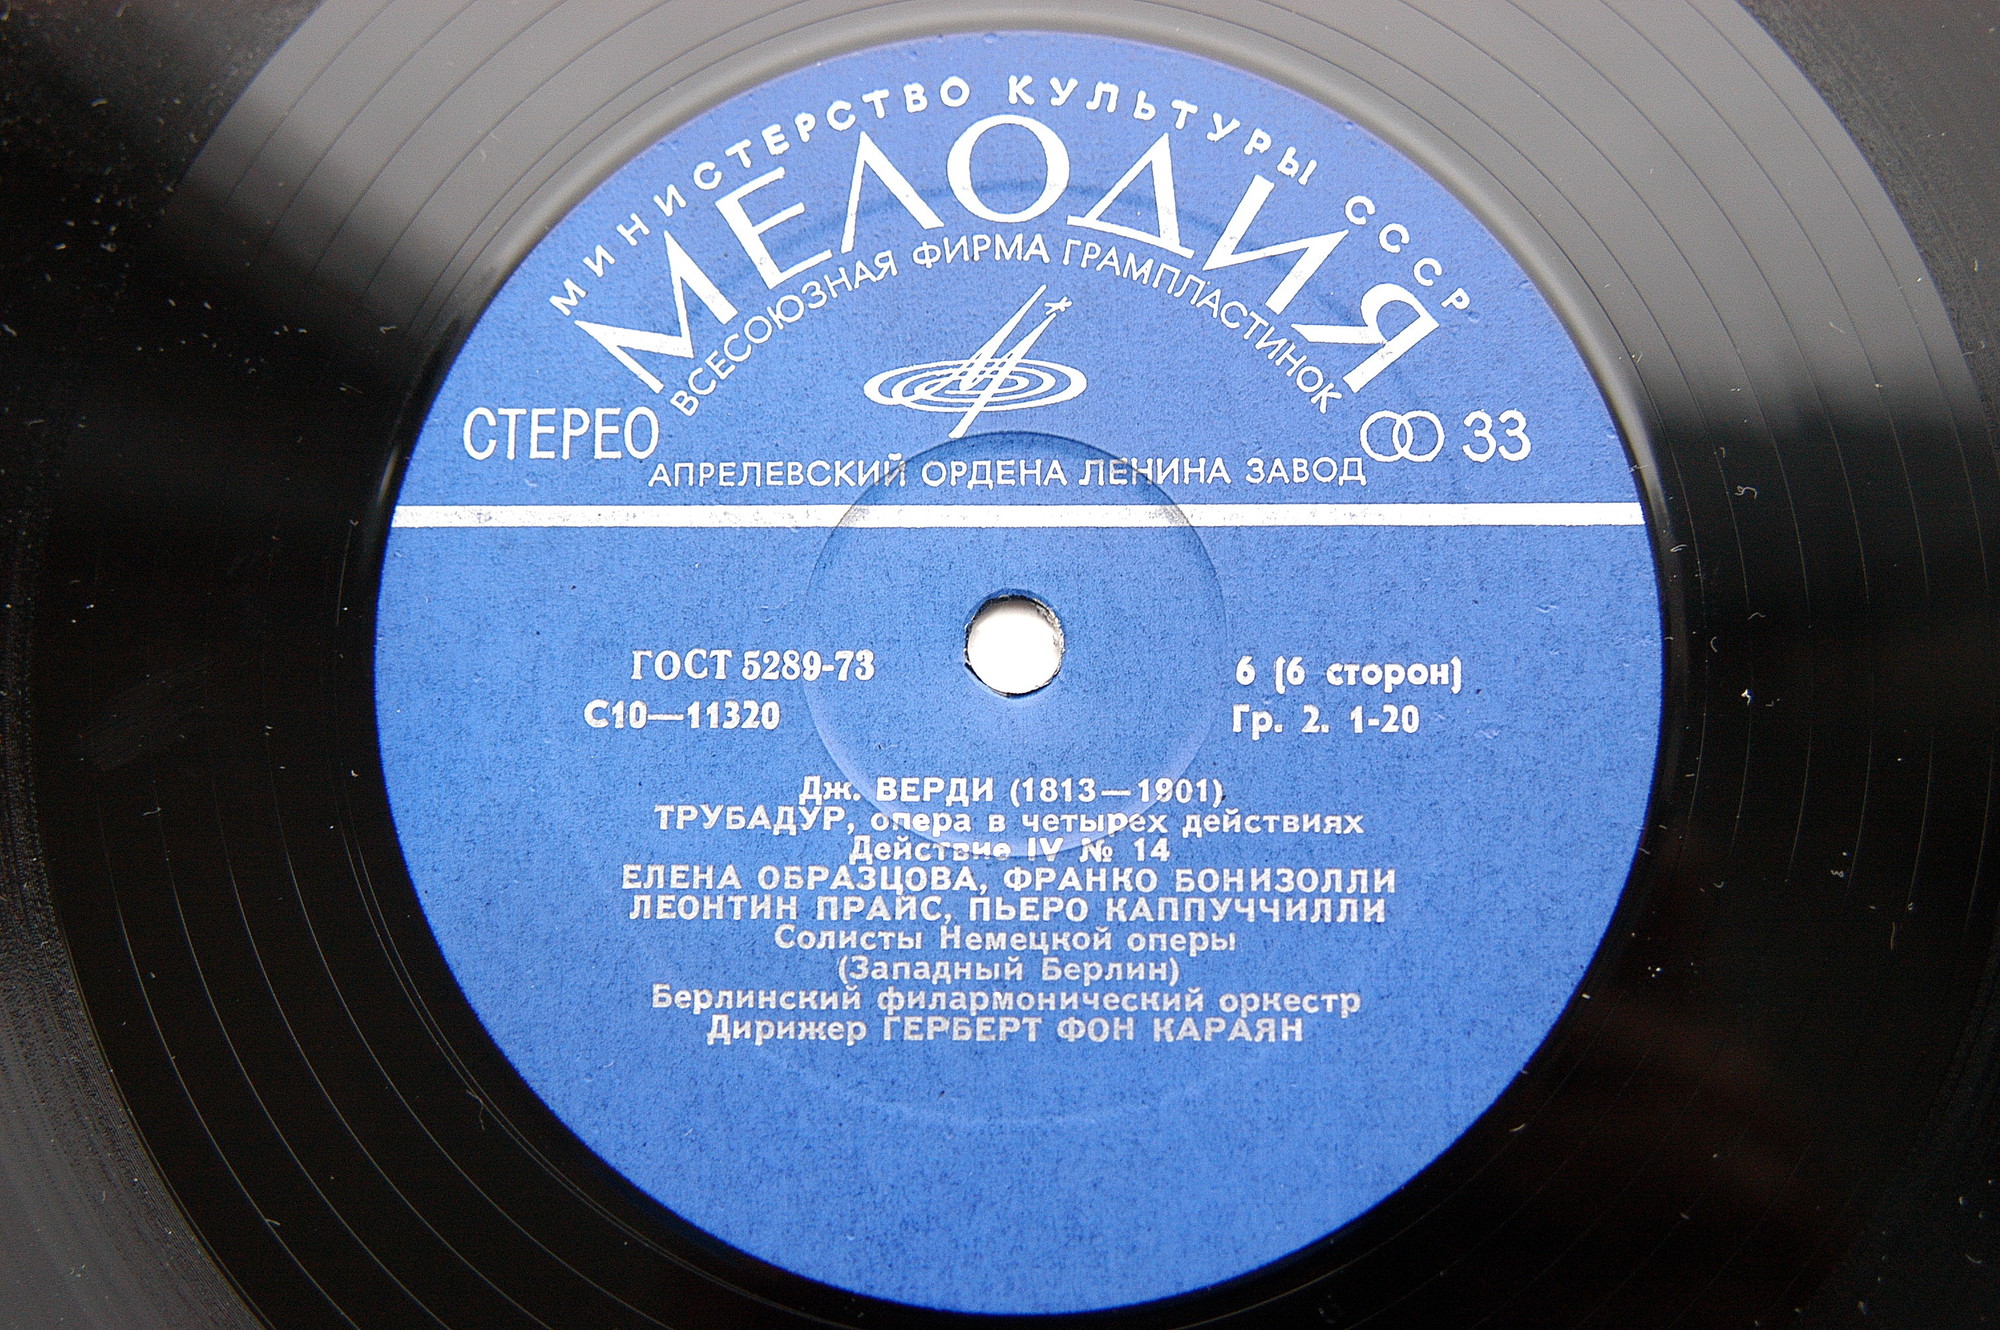 МИНИСТЕРСТВО КУЛЬТУРЫ СССР
МЕЛОДИЯ
ВСЕСОЮЗНАЯ ФИРМА ГРАМПЛАСТИНОК
СТЕРЕО
33
АПРЕЛЕВСКИЙ ОРДЕНА ЛЕНИНА ЗАВОД
ГОСТ 5289-73
6 (6 сторон)
С10—11320
Гр. 2. 1-20
Дж. ВЕРДИ (1813—1901)
ТРУБАДУР, опера в четырех действиях
Действие IV № 14
ЕЛЕНА ОБРАЗЦОВА, ФРАНКО БОНИЗОЛЛИ
ЛЕОНТИН ПРАЙС, ПЬЕРО КАППУЧЧИЛЛИ
Солисты Немецкой оперы
(Западный Берлин)
Берлинский филармонический оркестр
Дирижер ГЕРБЕРТ ФОН КАРАЯН